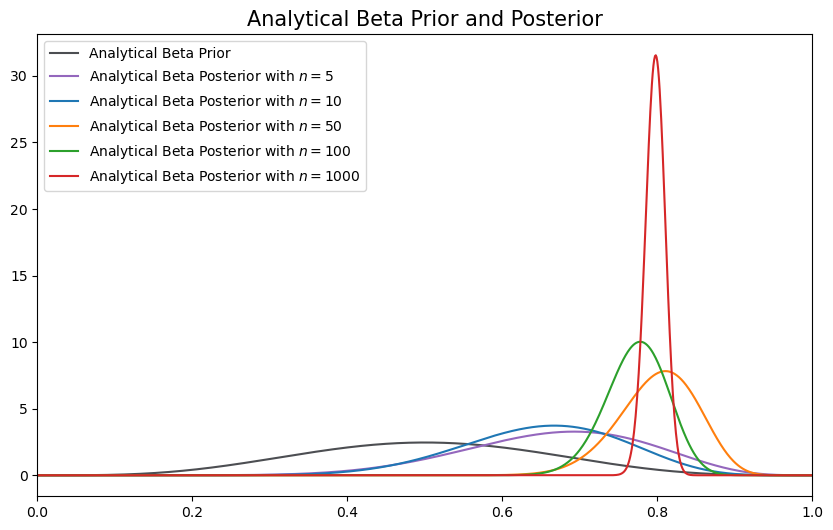 Analytical Beta Prior and Posterior
Analytical Beta Prior
Analytical Beta Posterior with n = 5
Analytical Beta Posterior with n = 10
Analytical Beta Posterior with n = 50
Analytical Beta Posterior with n = 100
Analytical Beta Posterior with n = 1000
30
25
20
15
10
5
0
0.0 0.2 0.4 0.6 0.8 1.0